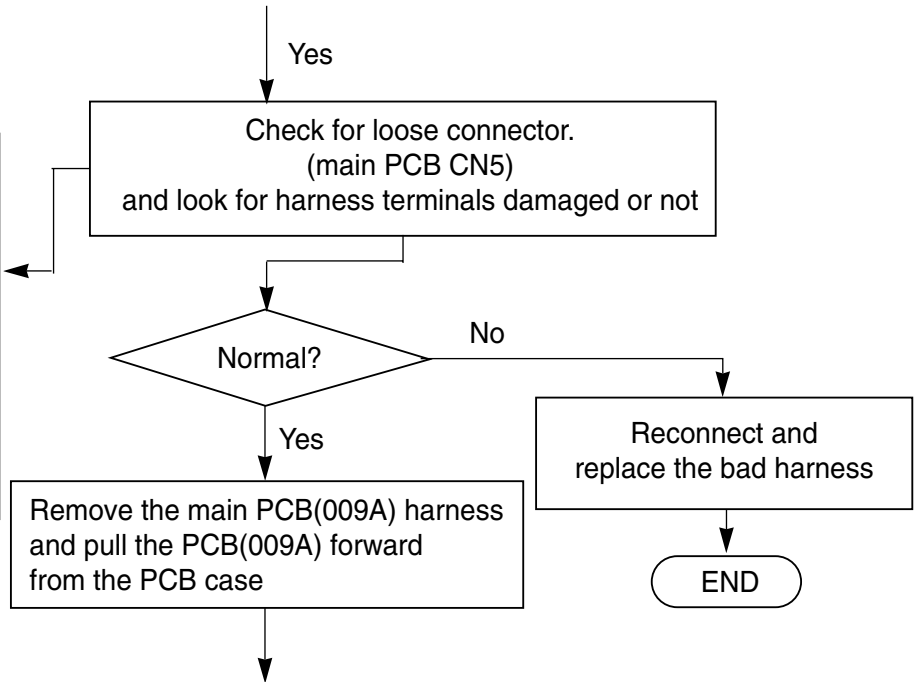 Yes
Check for loose connector.
(main PCB CN5)
and look for harness terminals damaged or not
Normal?
No
Yes
Reconnect and
replace the bad harness
Remove the main PCB(009A) harness
and pull the PCB(009A) forward
from the PCB case
END